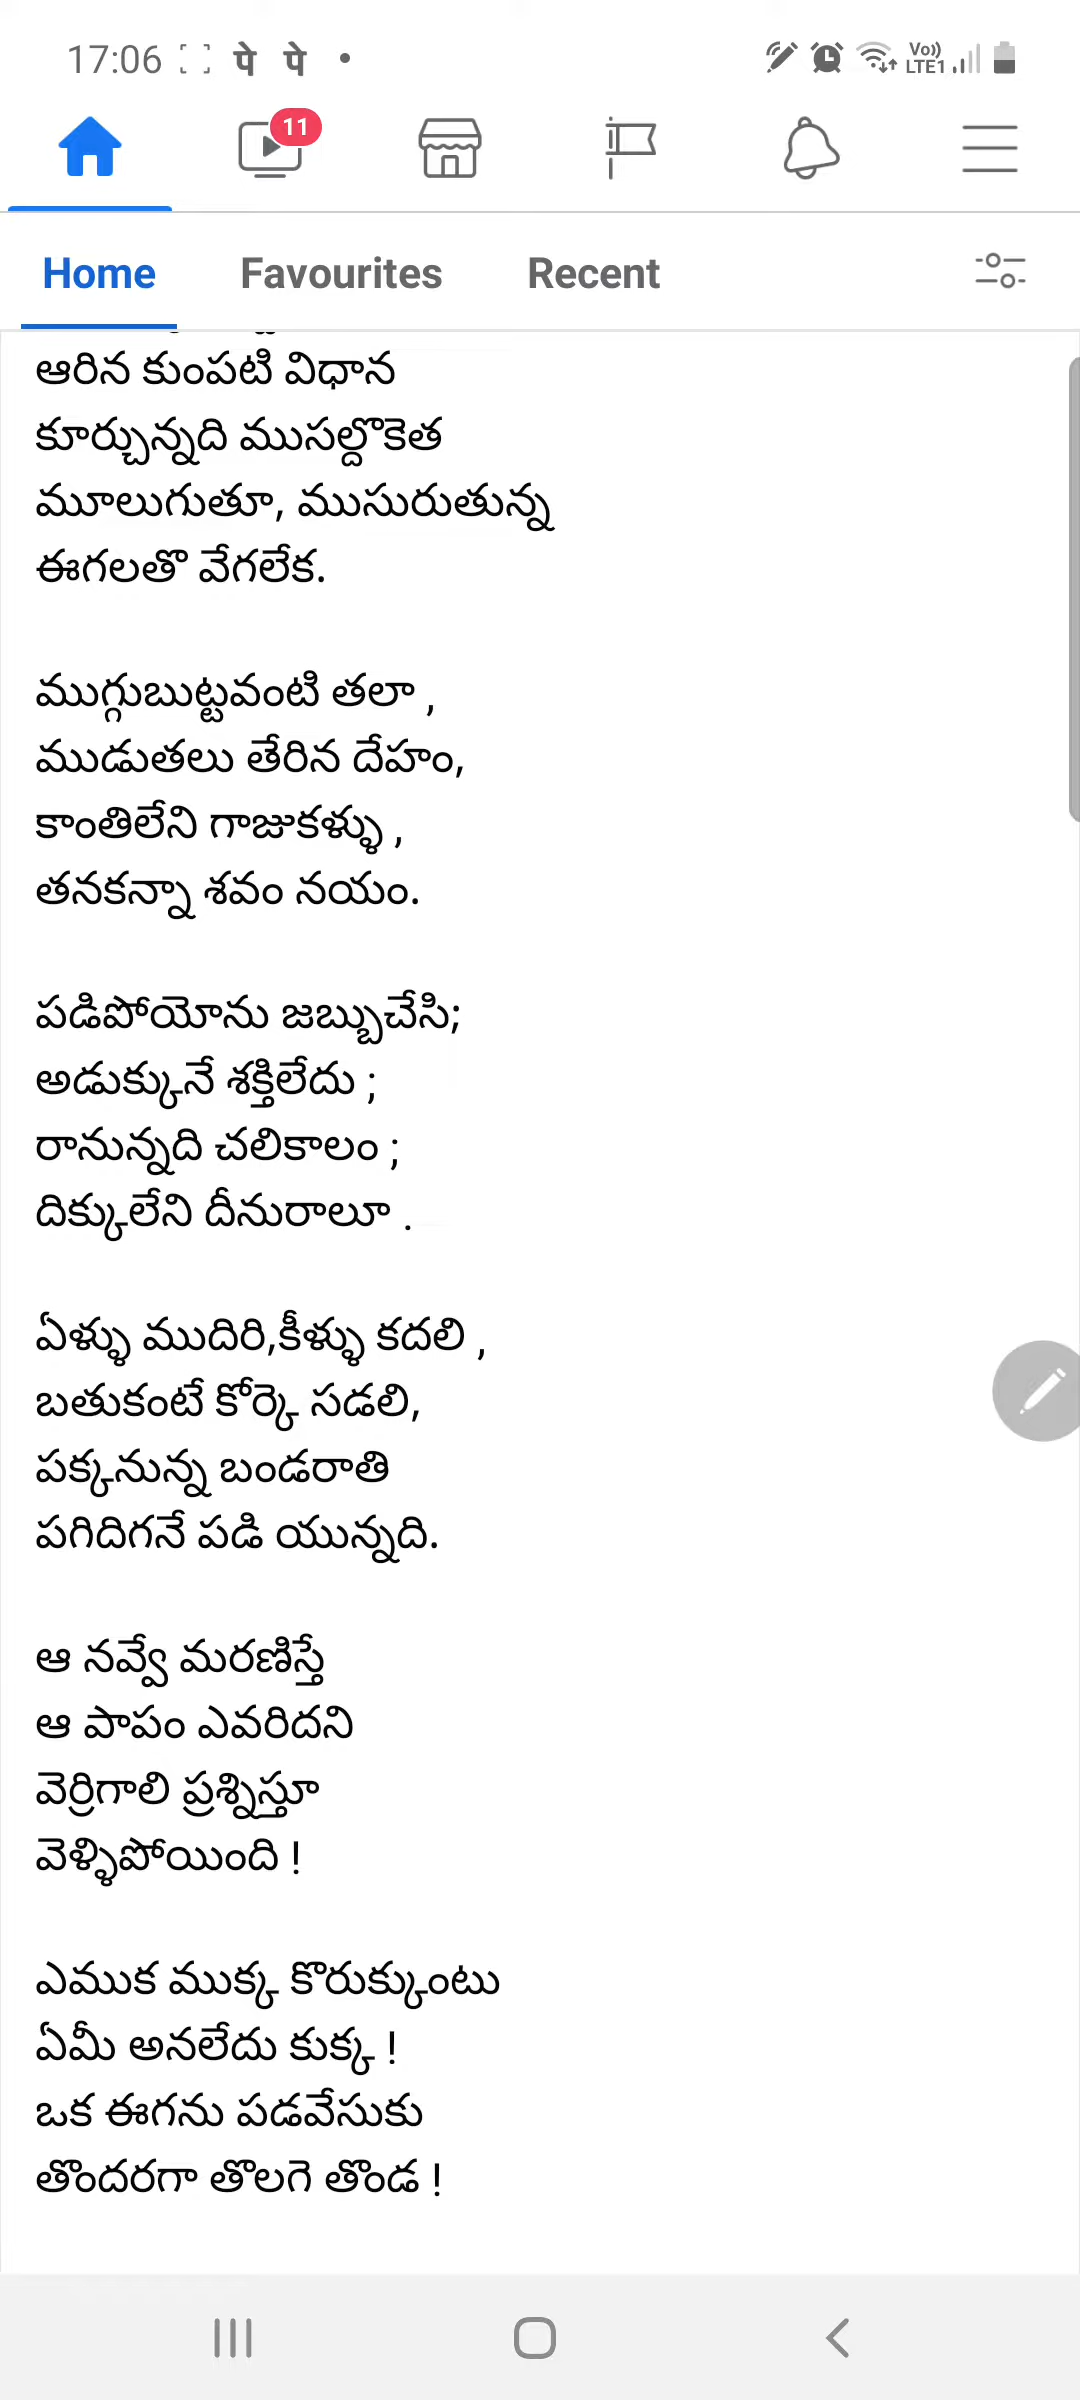 17:06 पे पे
Vo)) LTE1
11
Home Favourites Recent
ఆరిన కుంపటి విధాన
కూర్చున్నది ముసల్దొకెత
మూలుగుతూ, ముసురుతున్న
ఈగలతొ వేగలేక.
ముగ్గుబుట్టవంటి తలా ,
ముడుతలు తేరిన దేహం,
కాంతిలేని గాజుకళ్ళు ,
తనకన్నా శవం నయం.
పడిపోయోను జబ్బుచేసి;
అడుక్కునే శక్తిలేదు ;
రానున్నది చలికాలం ;
దిక్కులేని దీనురాలూ .
ఏళ్ళు ముదిరి,కీళ్ళు కదలి ,
బతుకంటే కోర్కె సడలి,
పక్కనున్న బండరాతి
పగిదిగనే పడి యున్నది.
ఆ నవ్వే మరణిస్తే
ఆ పాపం ఎవరిదని
వెర్రిగాలి ప్రశ్నిస్తూ
వెళ్ళిపోయింది !
ఎముక ముక్క కొరుక్కుంటు
ఏమీ అనలేదు కుక్క !
ఒక ఈగను పడవేసుకు
తొందరగా తొలగె తొండ !